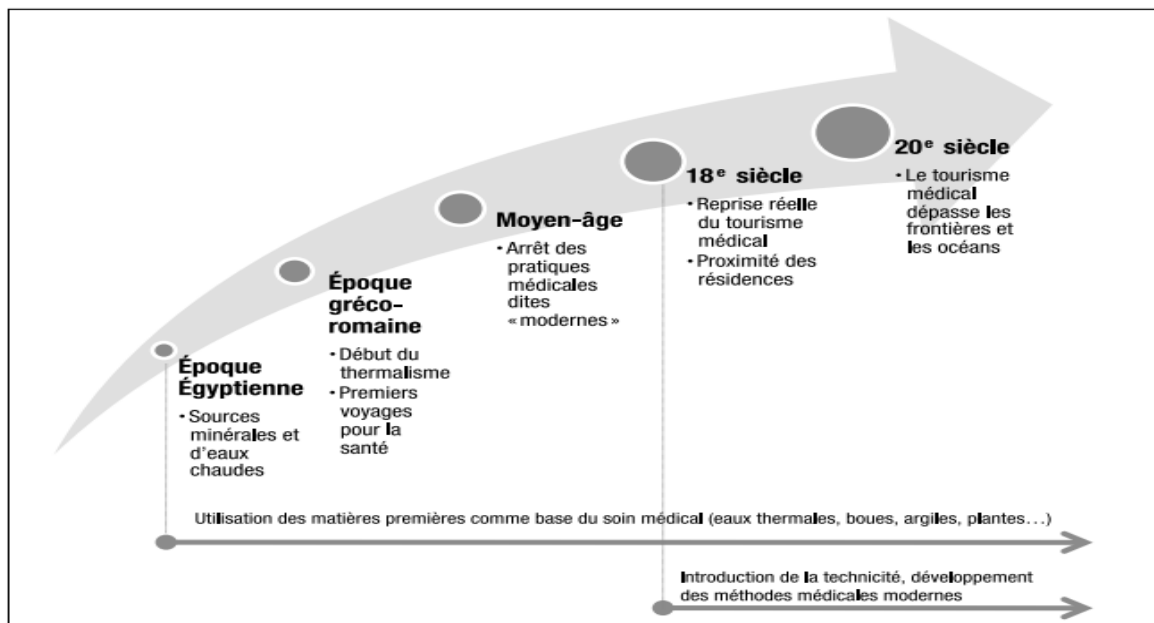 Époque
Égyptienne
• Sources
minérales et
d’eaux
chaudes
Époque
gréco-
romaine
• Début du
thermalisme
• Premiers
voyages
pour la
santé
Moyen-âge
• Arrêt des
pratiques
médicales
dites
« modernes »
18e siècle
• Reprise réelle
du tourisme
médical
• Proximité des
résidences
20e siècle
• Le tourisme
médical
dépasse les
frontières et
les océans
Utilisation des matières premières comme base du soin médical (eaux thermales, boues, argiles, plantes…)
Introduction de la technicité, développement
des méthodes médicales modernes